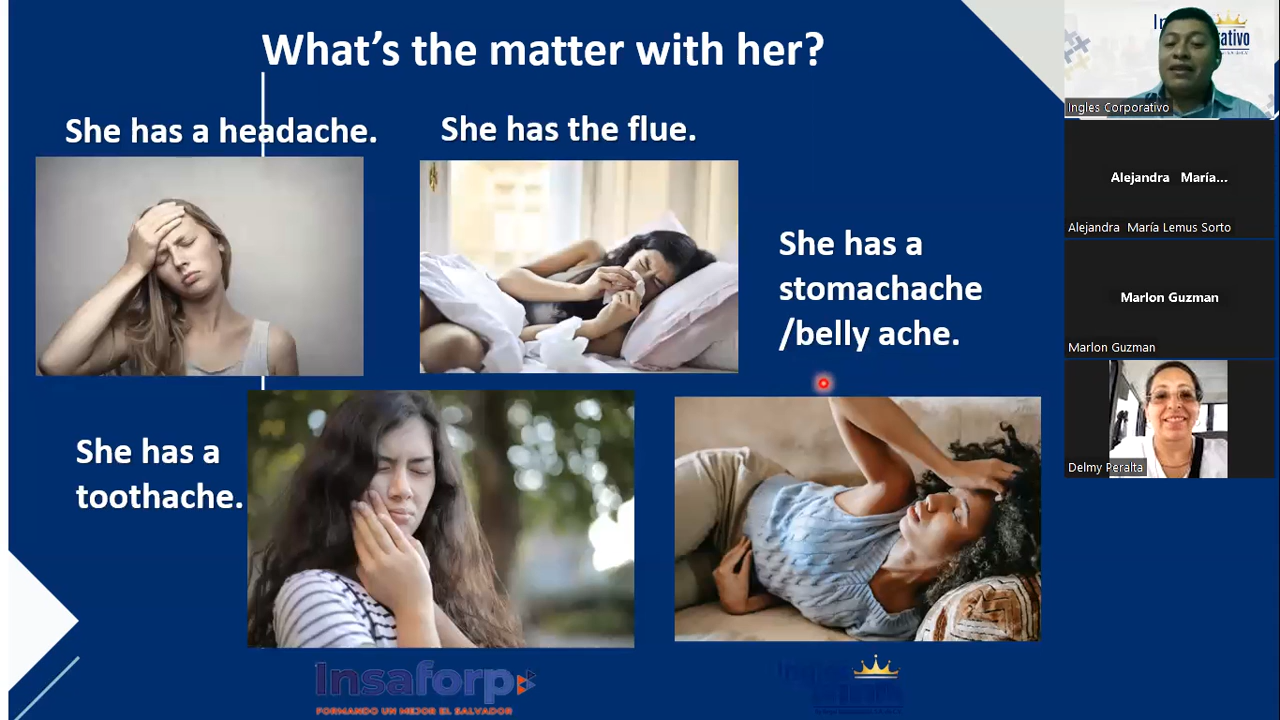 What's the matter with her?
She has a headache.
She has the flue.
She has a
stomachache
/belly ache.
She has a
toothache.
Insaforp
FORMANDO UN MEJOR EL SALVADOR
Ingles Corporativo
Alejandra María...
Alejandra María Lemus Sorto
Marlon Guzman
Marlon Guzman
Delmy Peralta